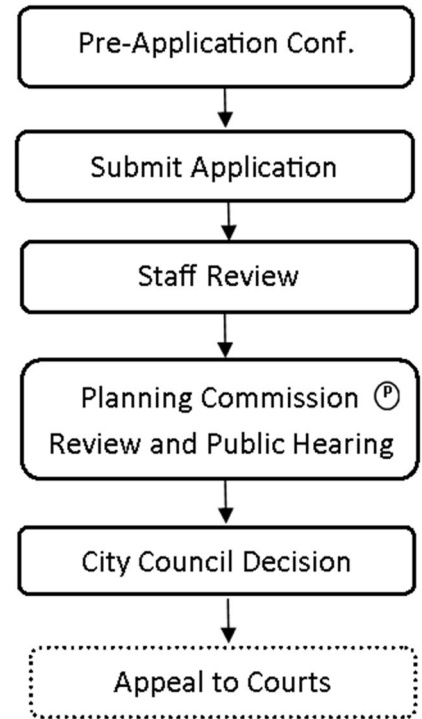 Pre-Application Conf.
Submit Application
Staff Review
Planning Commission Ⓟ
Review and Public Hearing
City Council Decision
Appeal to Courts